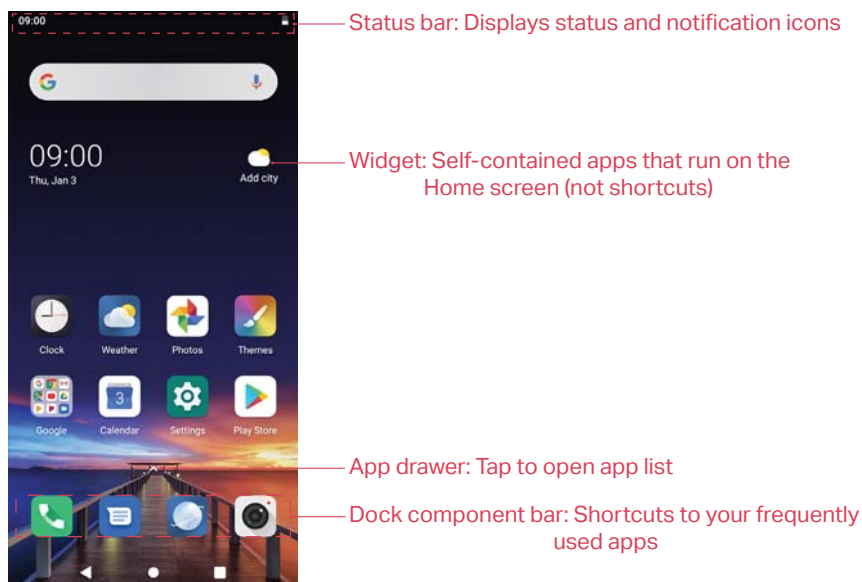 09:00
Status bar: Displays status and notification icons
09:00
Thu, Jan 3
Add city
Widget: Self-contained apps that run on the
Home screen (not shortcuts)
Clock Weather Photos Themes
3
Google Calendar Settings Play Store
App drawer: Tap to open app list
Dock component bar: Shortcuts to your frequently
used apps